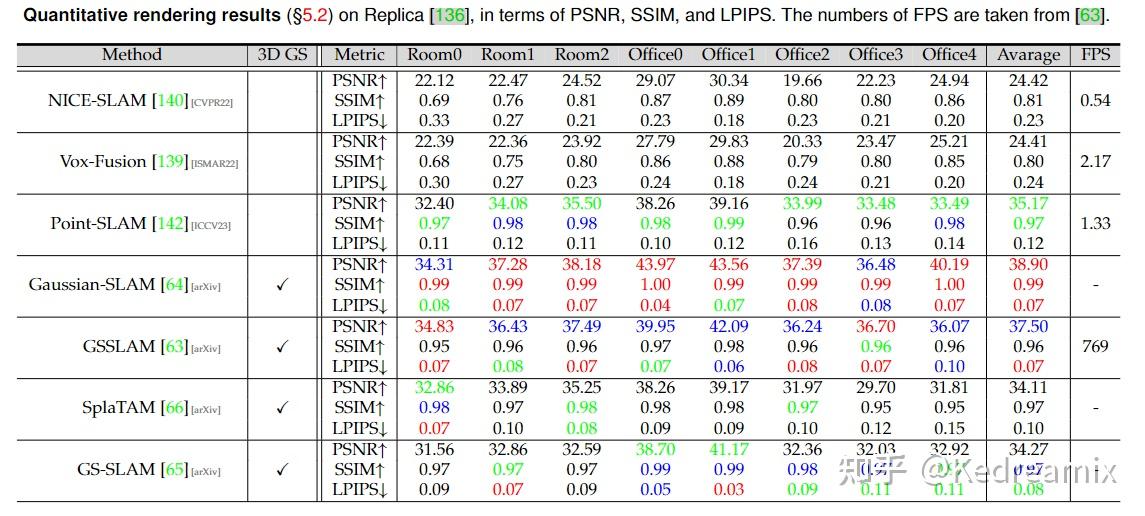 Quantitative rendering results (§5.2) on Replica [136], in terms of PSNR, SSIM, and LPIPS. The numbers of FPS are taken from [63].
Method 3D GS Metric Room0 Room1 Room2 Office0 Office1 Office2 Office3 Office4 Avarage FPS
PSNR↑ 22.12 22.47 24.52 29.07 30.34 19.66 22.23 24.94 24.42
NICE-SLAM [140] [CVPR22] SSIM↑ 0.69 0.76 0.81 0.87 0.89 0.80 0.80 0.86 0.81 0.54
LPIPS↓ 0.33 0.27 0.21 0.23 0.18 0.23 0.21 0.20 0.23
PSNR↑ 22.39 22.36 23.92 27.79 29.83 20.33 23.47 25.21 24.41
Vox-Fusion [139] [ISMAR22] SSIM↑ 0.68 0.75 0.80 0.86 0.88 0.79 0.80 0.85 0.80 2.17
LPIPS↓ 0.30 0.27 0.23 0.24 0.18 0.24 0.21 0.20 0.24
PSNR↑ 32.40 34.08 35.50 38.26 39.16 33.99 33.48 33.49 35.17
Point-SLAM [142] [ICCV23] SSIM↑ 0.97 0.98 0.98 0.98 0.99 0.96 0.96 0.98 0.97 1.33
LPIPS↓ 0.11 0.12 0.11 0.10 0.12 0.16 0.13 0.14 0.12
PSNR↑ 34.31 37.28 38.18 43.97 43.56 37.39 36.48 40.19 38.90
Gaussian-SLAM [64] [arXiv] ✓ SSIM↑ 0.99 0.99 0.99 1.00 0.99 0.99 0.99 1.00 0.99 -
LPIPS↓ 0.08 0.07 0.07 0.04 0.07 0.08 0.08 0.07 0.07
PSNR↑ 34.83 36.43 37.49 39.95 42.09 36.24 36.70 36.07 37.50
GSSLAM [63] [arXiv] ✓ SSIM↑ 0.95 0.96 0.96 0.97 0.98 0.96 0.96 0.96 0.96 769
LPIPS↓ 0.07 0.08 0.07 0.07 0.06 0.08 0.07 0.10 0.07
PSNR↑ 32.86 33.89 35.25 38.26 39.17 31.97 29.70 31.81 34.11
SplaTAM [66] [arXiv] ✓ SSIM↑ 0.98 0.97 0.98 0.98 0.98 0.97 0.95 0.95 0.97 -
LPIPS↓ 0.07 0.10 0.08 0.09 0.09 0.10 0.12 0.15 0.10
PSNR↑ 31.56 32.86 32.59 38.70 41.17 32.36 32.03 32.92 34.27
GS-SLAM [65] [arXiv] ✓ SSIM↑ 0.97 0.97 0.97 0.99 0.99 0.98 0.97 -
LPIPS↓ 0.09 0.07 0.09 0.05 0.03 0.09 0.11 0.11 0.08
知乎 @Kedreamix